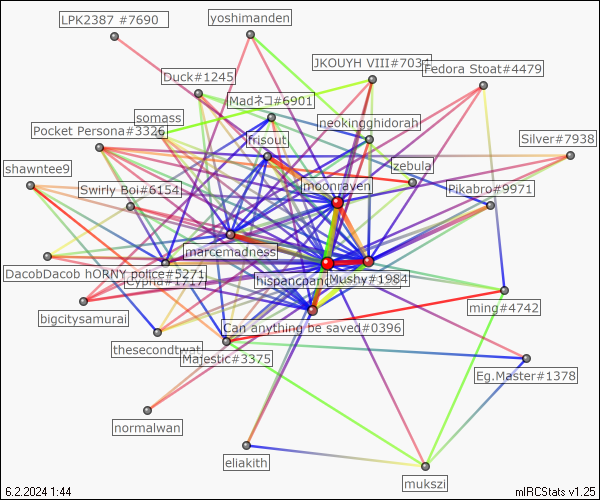 LPK2387 #7690
yoshimanden
JKOUYH VIII#7034
Fedora Stoat#4479
Duck#1245
Madネコ#6901
somass
neokingghidorah
Pocket Persona#3326
frisout
Silver#7938
shawntee9
zebula
moonraven
Swirly Boi#6154
Pikabro#9971
marcemadness
DacobDacob hORNY police#5271
Cypria#1717
hispancpanc
Mushy#1984
bigcitysamurai
ming#4742
Can anything be saved#0396
thesecondtwat
Majestic#3375
Eg.Master#1378
normalwan
eliakith
mukszi
6.2.2024 1:44
mIRCStats v1.25